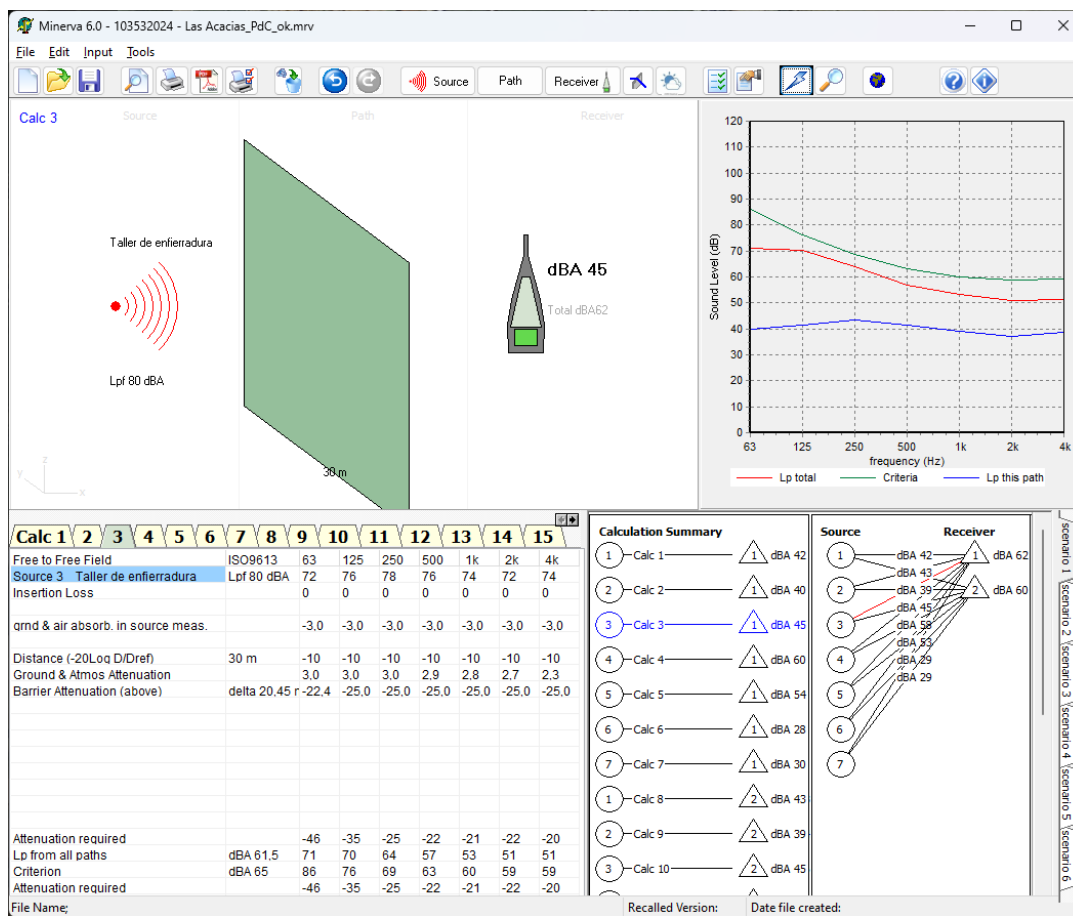 Minerva 6.0 - 103532024 - Las Acacias_PdC_ok.mrv
File Edit Input Tools
Source Path Receiver
Calc 3 Source Path Receiver
Taller de enfierradura
Lpf 80 dBA
30 m
z
y
x
dBA 45
Total dBA62
120
110
100
90
80
70
60
50
40
30
20
10
0
Sound Level (dB)
63 125 250 500 1k 2k 4k
frequency (Hz)
Lp total Criteria Lp this path
Calc 1 2 3 4 5 6 7 8 9 10 11 12 13 14 15
Free to Free Field ISO9613 63 125 250 500 1k 2k 4k
Source 3 Taller de enfierradura Lpf 80 dBA 72 76 78 76 74 72 74
Insertion Loss 0 0 0 0 0 0 0
grnd & air absorb. in source meas. -3,0 -3,0 -3,0 -3,0 -3,0 -3,0 -3,0
Distance (-20Log D/Dref) 30 m -10 -10 -10 -10 -10 -10 -10
Ground & Atmos Attenuation 3,0 3,0 3,0 2,9 2,8 2,7 2,3
Barrier Attenuation (above) delta 20,45 r -22,4 -25,0 -25,0 -25,0 -25,0 -25,0 -25,0
Attenuation required -46 -35 -25 -22 -21 -22 -20
Lp from all paths dBA 61,5 71 70 64 57 53 51 51
Criterion dBA 65 86 76 69 63 60 59 59
Attenuation required -46 -35 -25 -22 -21 -22 -20
Calculation Summary
1 Calc 1 1 dBA 42
2 Calc 2 1 dBA 40
3 Calc 3 1 dBA 45
4 Calc 4 1 dBA 60
5 Calc 5 1 dBA 54
6 Calc 6 1 dBA 28
7 Calc 7 1 dBA 30
1 Calc 8 2 dBA 43
2 Calc 9 2 dBA 39
3 Calc 10 2 dBA 45
Source Receiver
1 dBA 42 1 dBA 62
dBA 43
2 dBA 39 2 dBA 60
dBA 45
3 dBA 58
dBA 53
4 dBA 29
dBA 29
5
6
7
scenario 1
scenario 2
scenario 3
scenario 4
scenario 5
scenario 6
File Name; Recalled Version: Date file created: